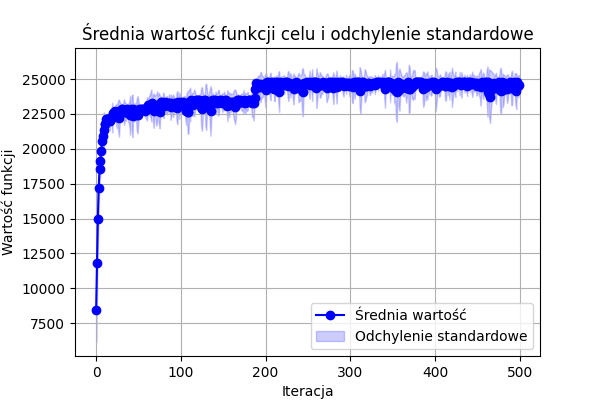 Średnia wartość funkcji celu i odchylenie standardowe
Wartość funkcji
25000
22500
20000
17500
15000
12500
10000
7500
0 100 200 300 400 500
Iteracja
Średnia wartość
Odchylenie standardowe